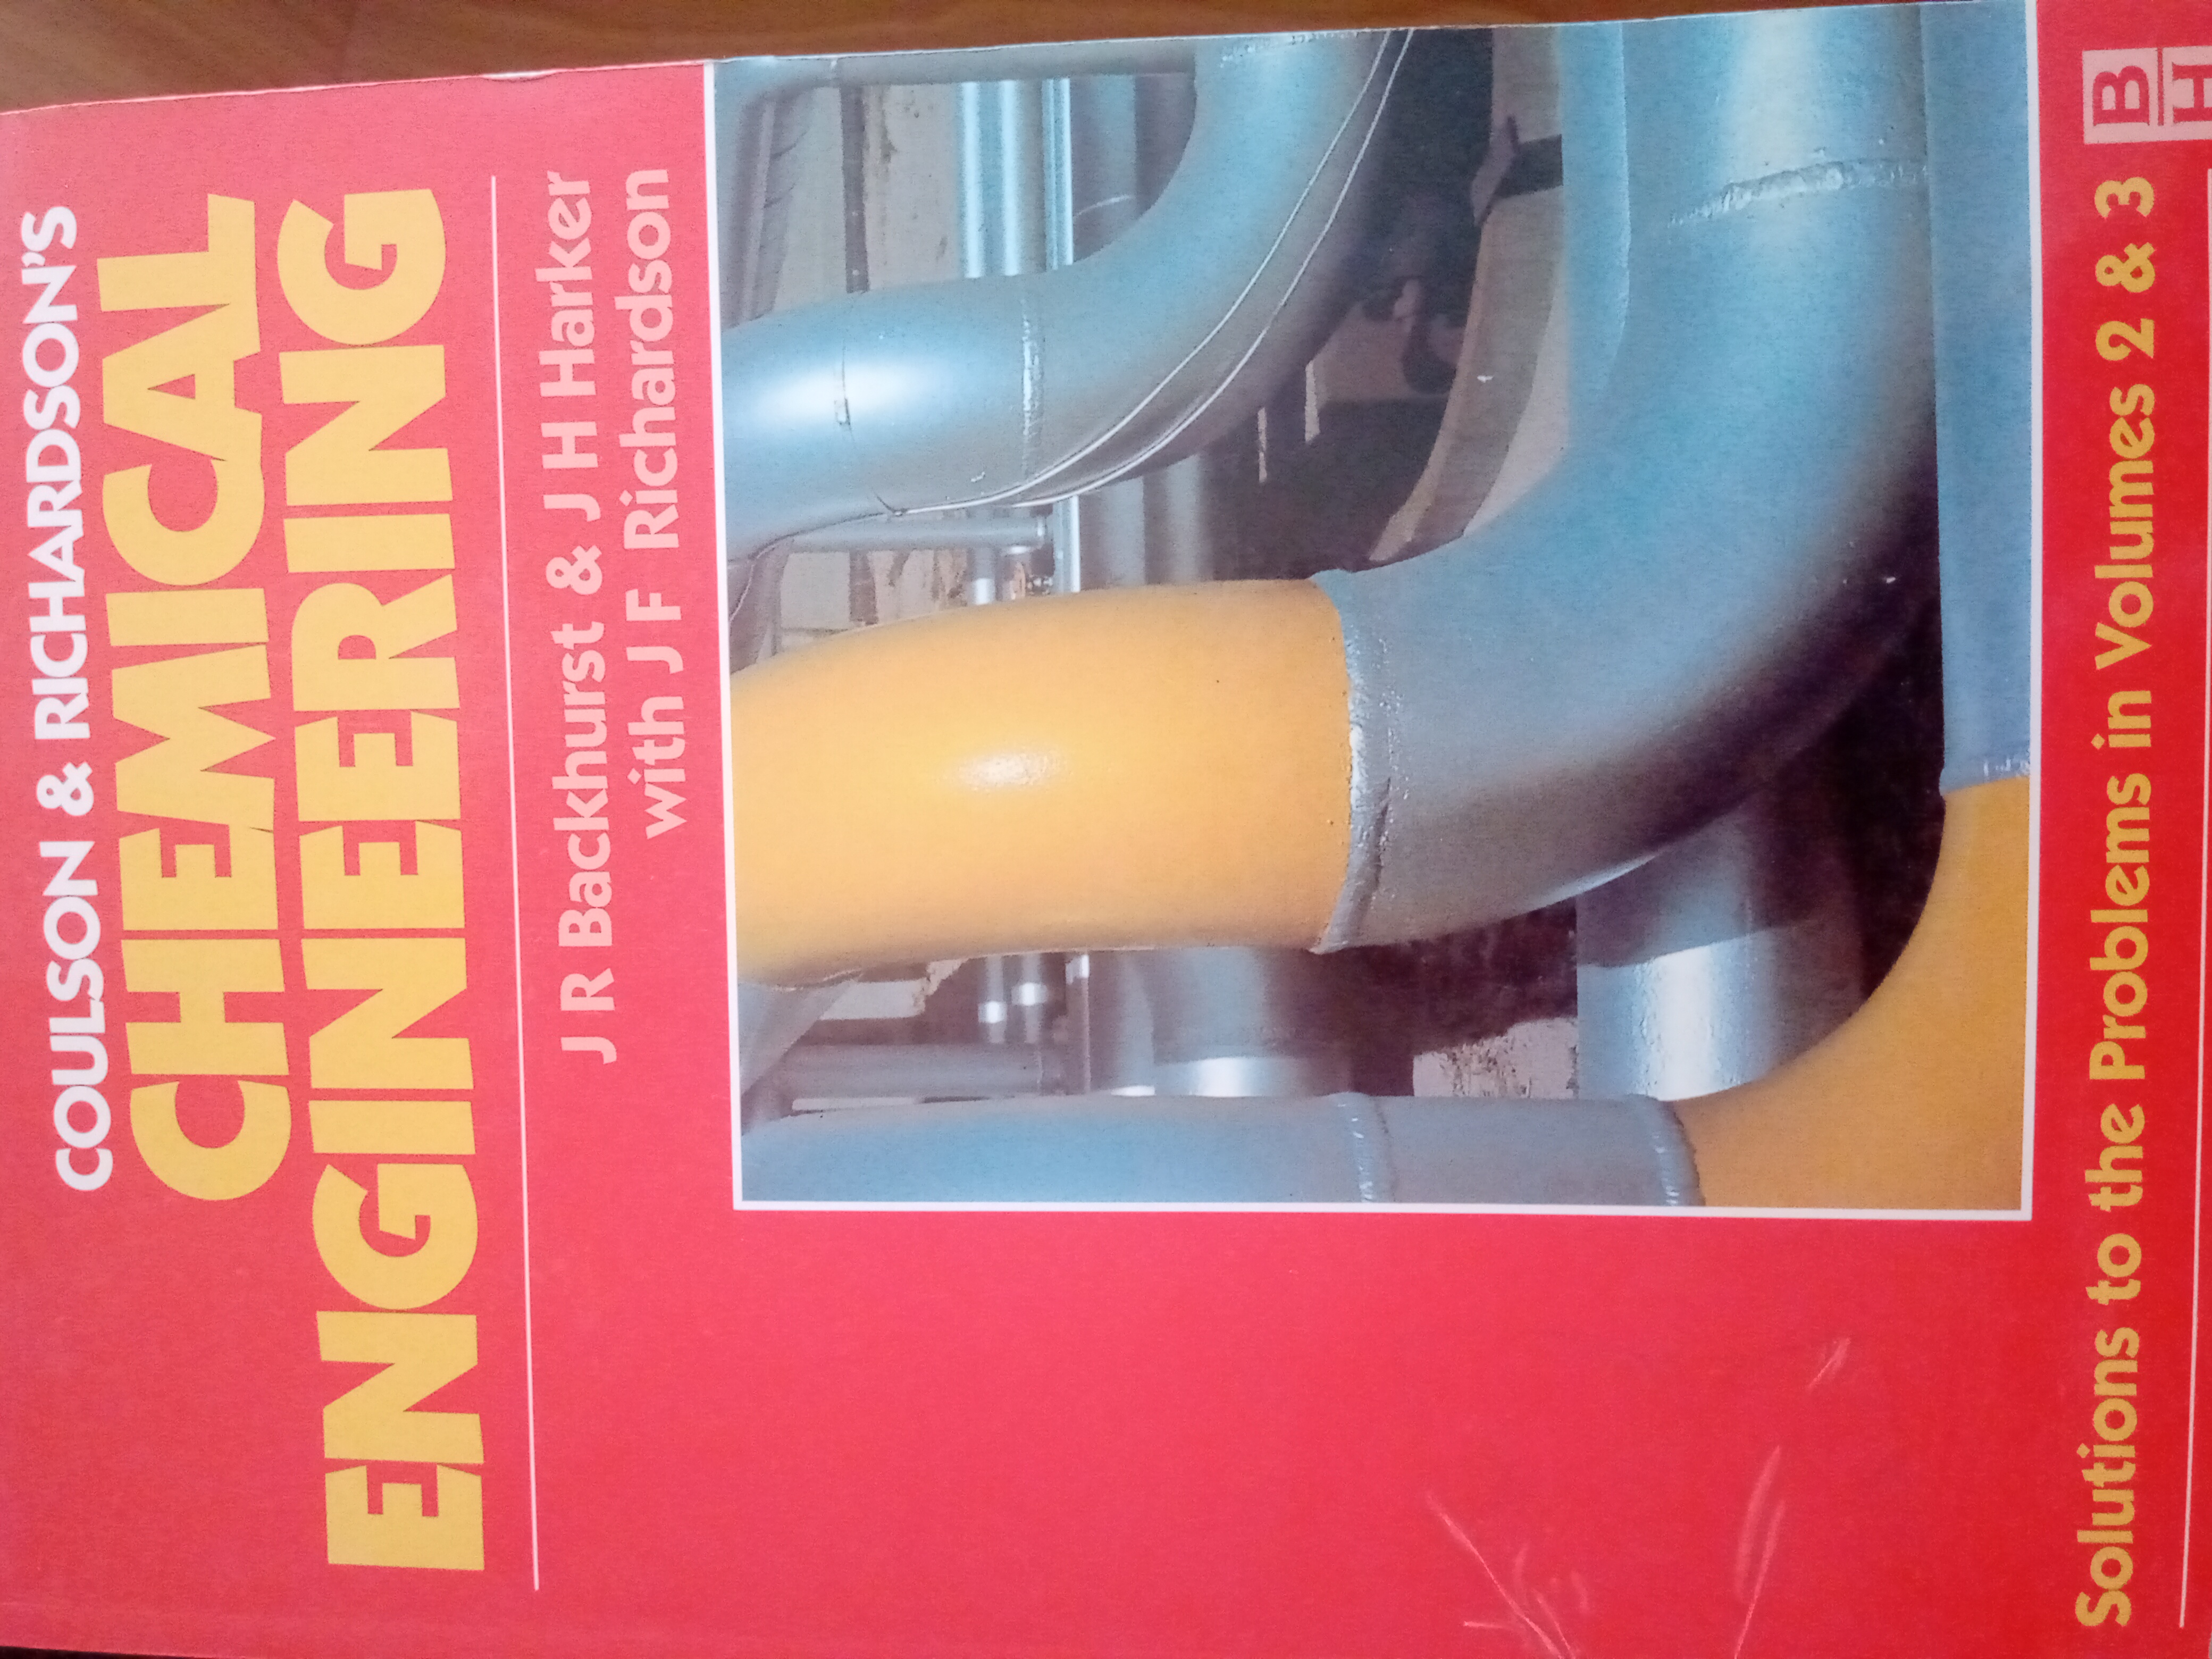 COULSON & RICHARDSON'S
CHEMICAL
ENGINEERING
J R Backhurst & J H Harker
with J F Richardson
Solutions to the Problems in Volumes 2 & 3
B
H